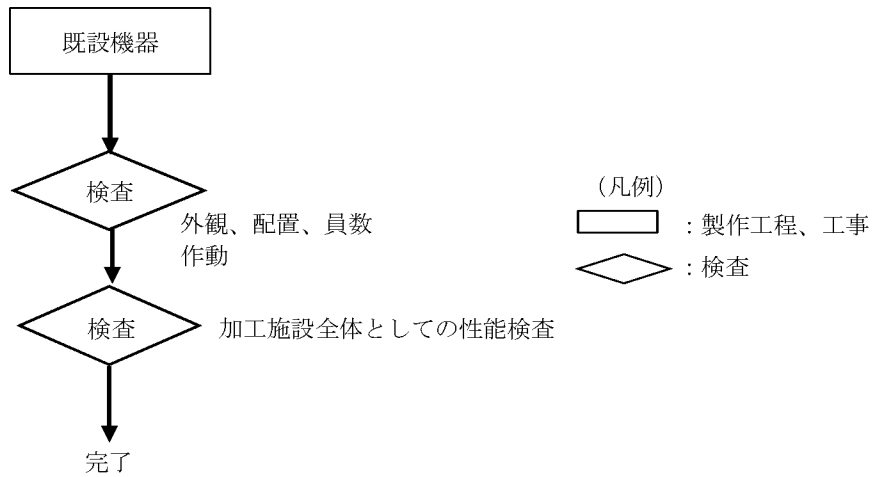 既設機器
検査
外観、配置、員数
作動
検査
加工施設全体としての性能検査
完了
（凡例）
：製作工程、工事
：検査